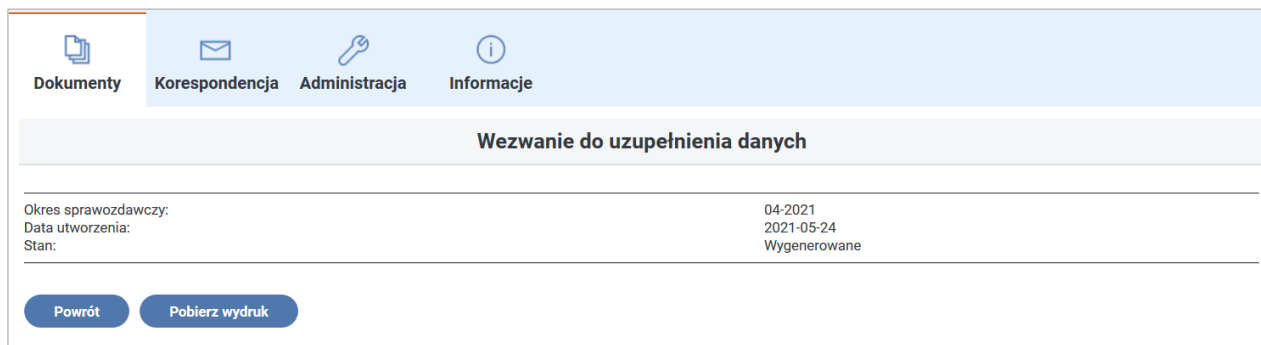 Dokumenty Korespondencja Administracja Informacje
Wezwanie do uzupełnienia danych
Okres sprawozdawczy: 04-2021
Data utworzenia: 2021-05-24
Stan: Wygenerowane
Powrót Pobierz wydruk